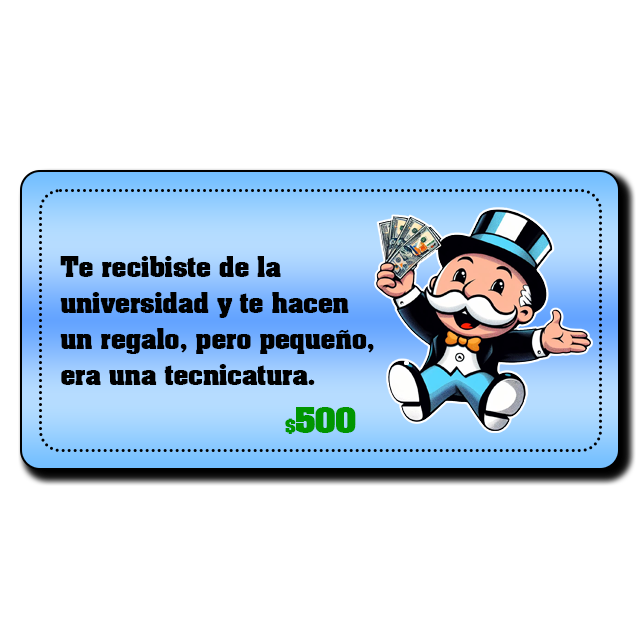 Te recibiste de la
universidad y te hacen
un regalo, pero pequeño,
era una tecnicatura.
$500